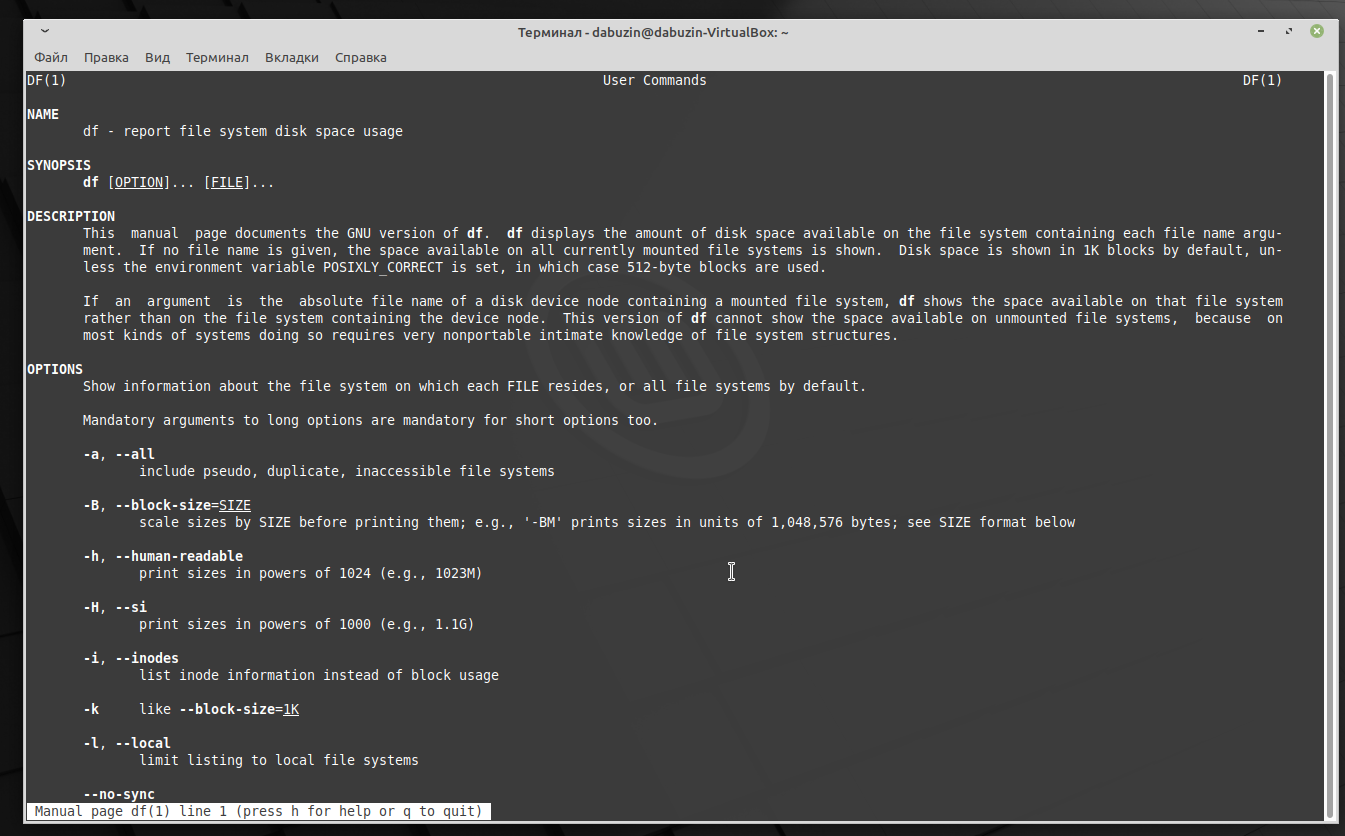 Терминал - dabuzin@dabuzin-VirtualBox: ~
Файл Правка Вид Терминал Вкладки Справка
DF(1) User Commands DF(1)
NAME
df - report file system disk space usage
SYNOPSIS
df [OPTION]... [FILE]...
DESCRIPTION
This manual page documents the GNU version of df. df displays the amount of disk space available on the file system containing each file name argu-
ment. If no file name is given, the space available on all currently mounted file systems is shown. Disk space is shown in 1K blocks by default, un-
less the environment variable POSIXLY_CORRECT is set, in which case 512-byte blocks are used.
If an argument is the absolute file name of a disk device node containing a mounted file system, df shows the space available on that file system
rather than on the file system containing the device node. This version of df cannot show the space available on unmounted file systems, because on
most kinds of systems doing so requires very nonportable intimate knowledge of file system structures.
OPTIONS
Show information about the file system on which each FILE resides, or all file systems by default.
Mandatory arguments to long options are mandatory for short options too.
-a, --all
include pseudo, duplicate, inaccessible file systems
-B, --block-size=SIZE
scale sizes by SIZE before printing them; e.g., '-BM' prints sizes in units of 1,048,576 bytes; see SIZE format below
-h, --human-readable
print sizes in powers of 1024 (e.g., 1023M)
-H, --si
print sizes in powers of 1000 (e.g., 1.1G)
-i, --inodes
list inode information instead of block usage
-k like --block-size=1K
-l, --local
limit listing to local file systems
--no-sync
Manual page df(1) line 1 (press h for help or q to quit)